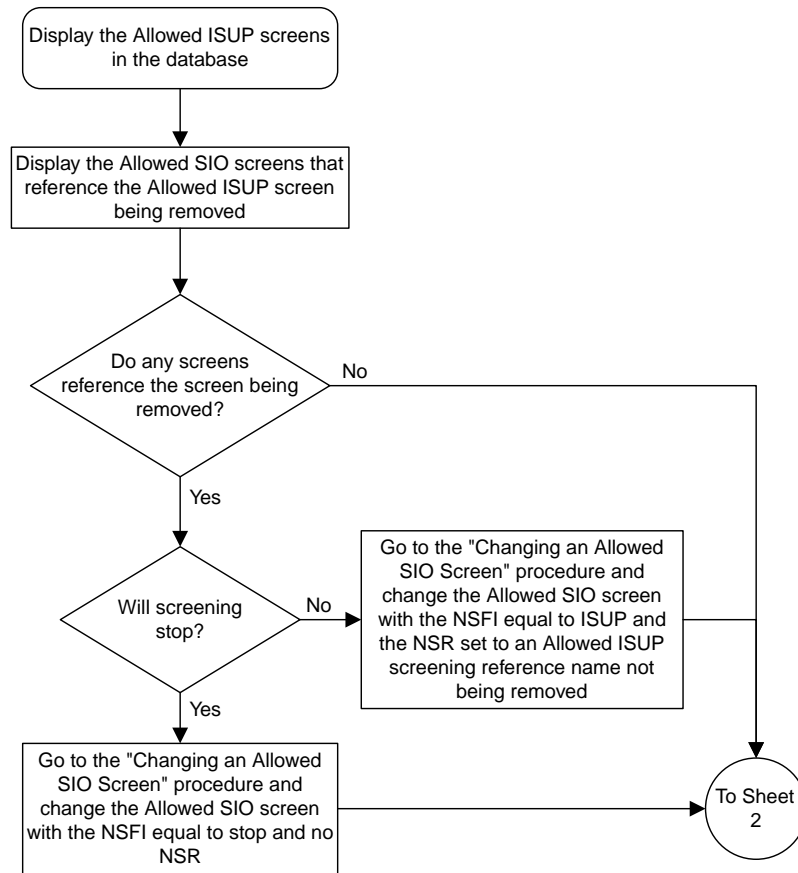 Display the Allowed ISUP screens
in the database
Display the Allowed SIO screens that
reference the Allowed ISUP screen
being removed
Do any screens
reference the screen being
removed?
No
Yes
Will screening
stop?
No
Go to the "Changing an Allowed
SIO Screen" procedure and
change the Allowed SIO screen
with the NSFI equal to ISUP and
the NSR set to an Allowed ISUP
screening reference name not
being removed
Yes
Go to the "Changing an Allowed
SIO Screen" procedure and
change the Allowed SIO screen
with the NSFI equal to stop and no
NSR
To Sheet
2